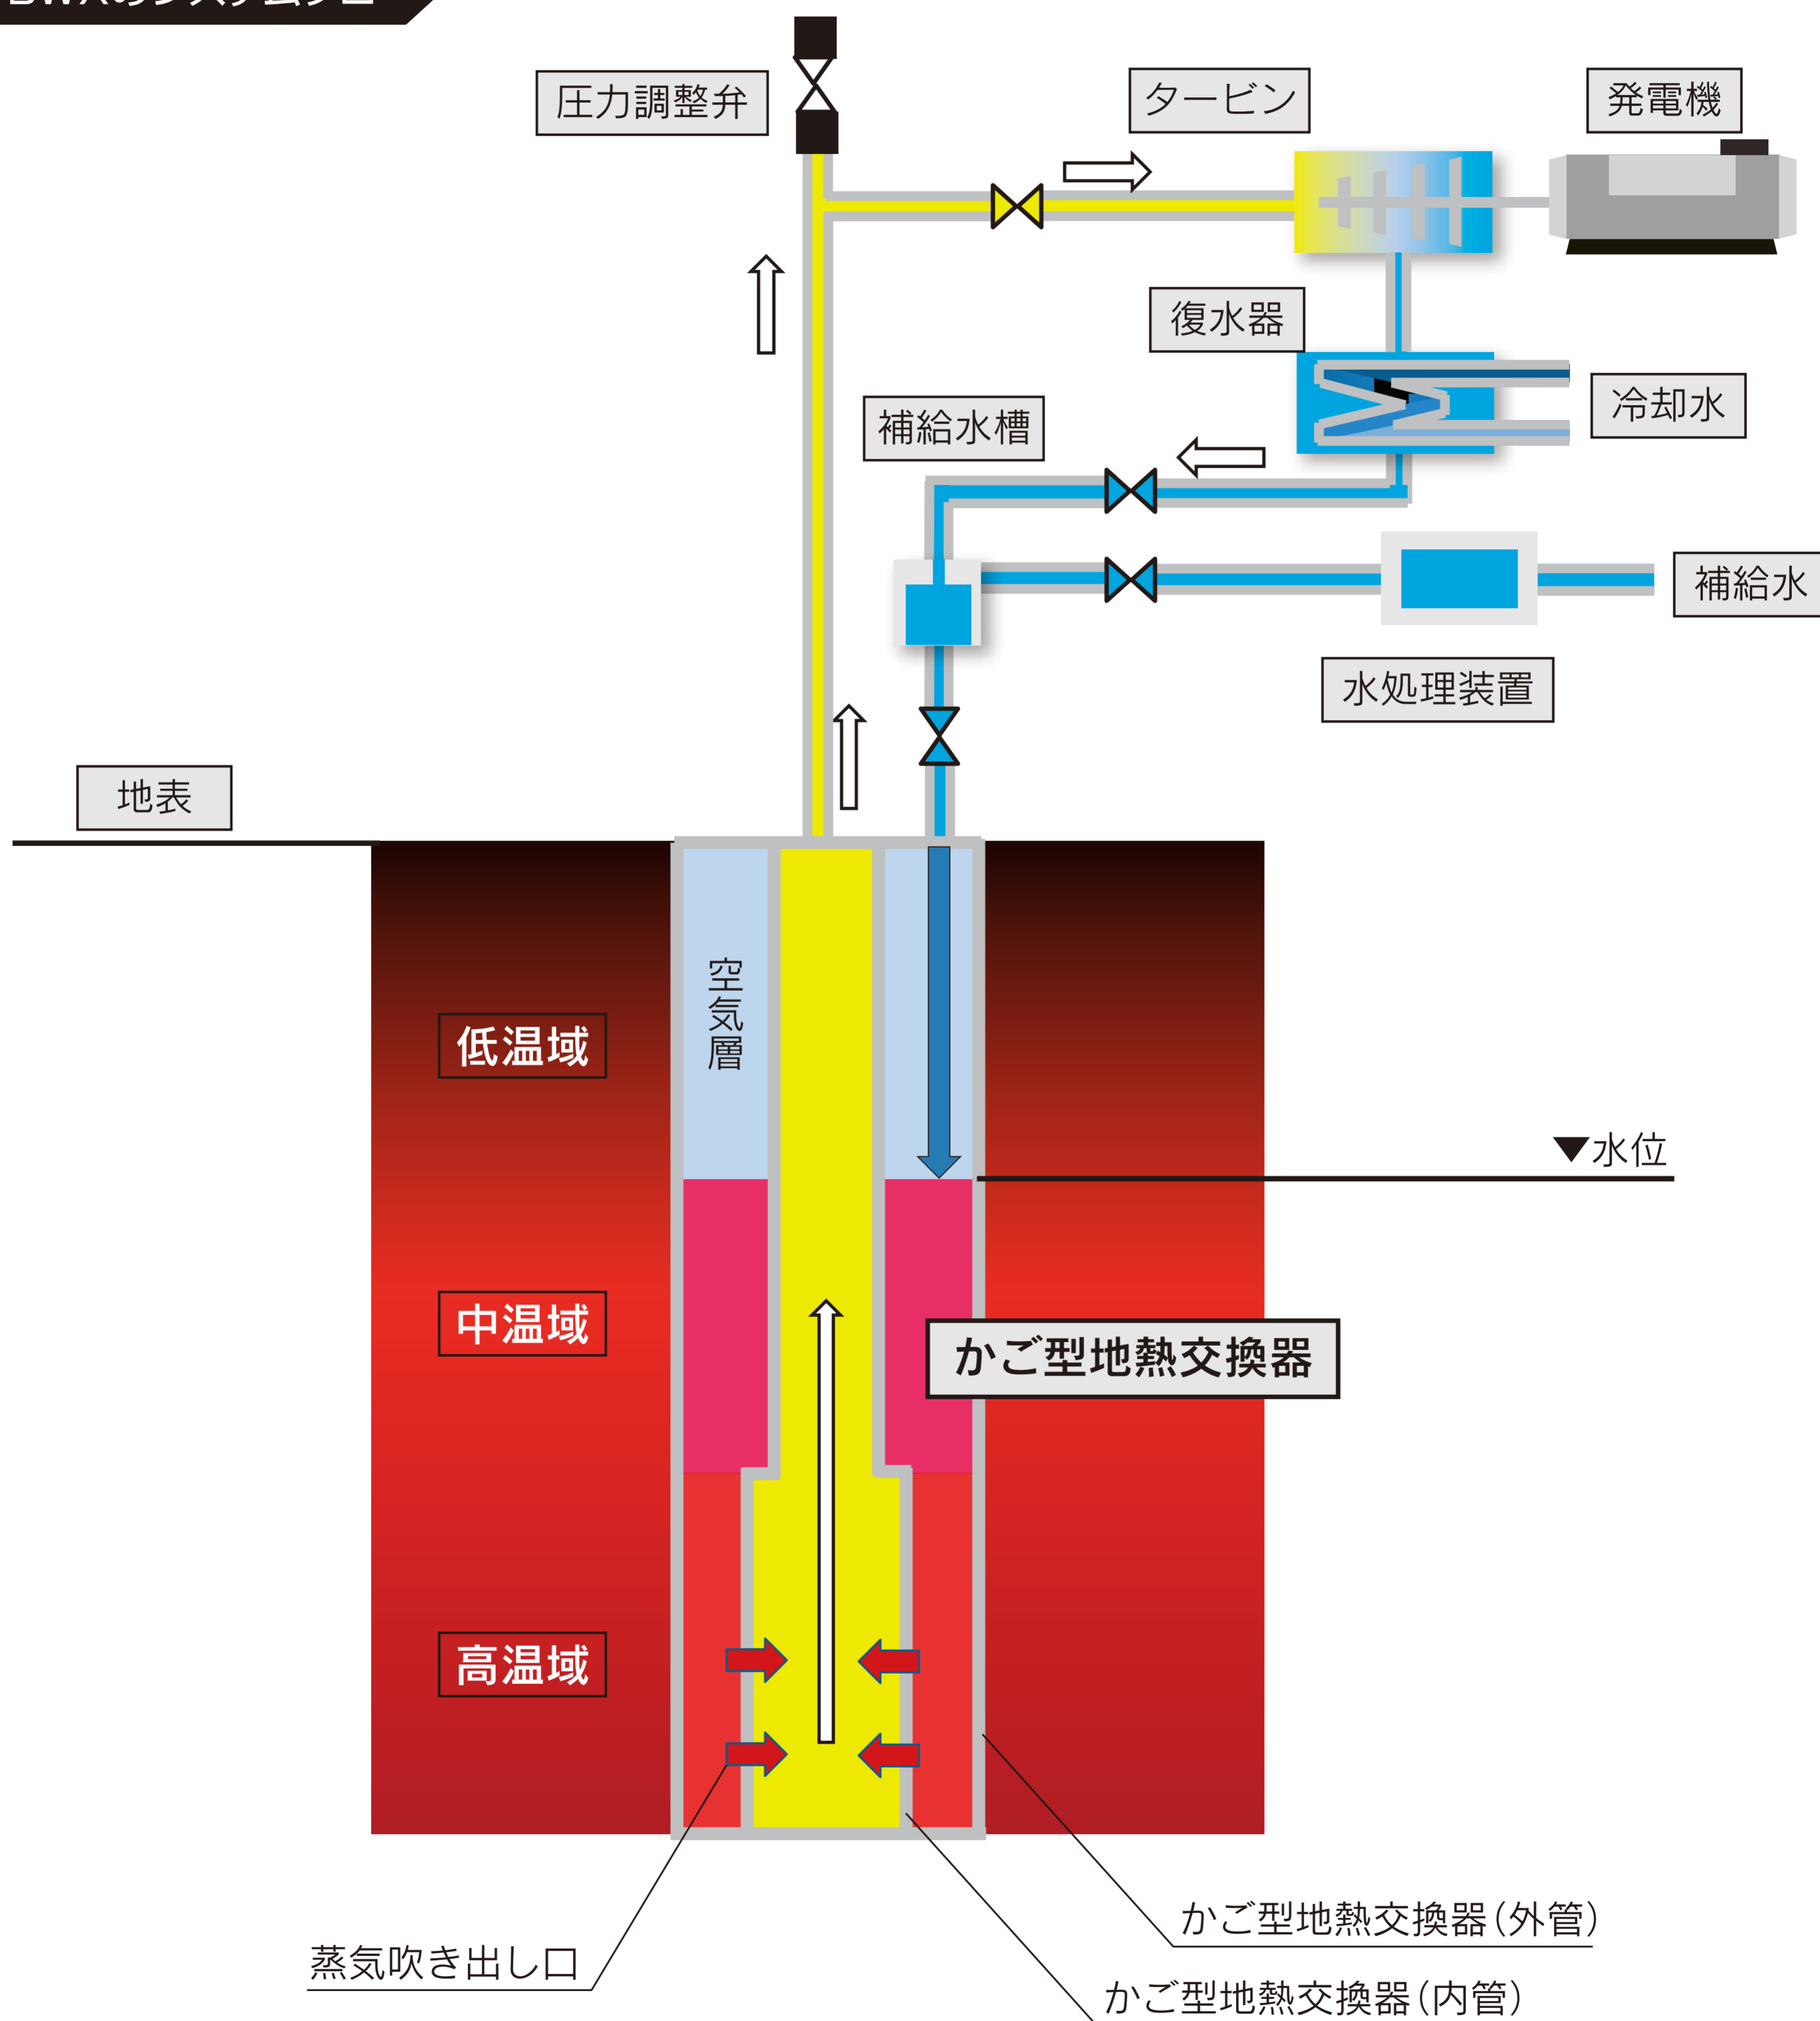 圧力調整弁
タービン
発電機
復水器
冷却水
補給水槽
補給水
水処理装置
地表
空気層
低温域
▼水位
中温域
かご型地熱交換器
高温域
かご型地熱交換器(外管)
蒸気吹き出し口
かご型地熱交換器(内管)